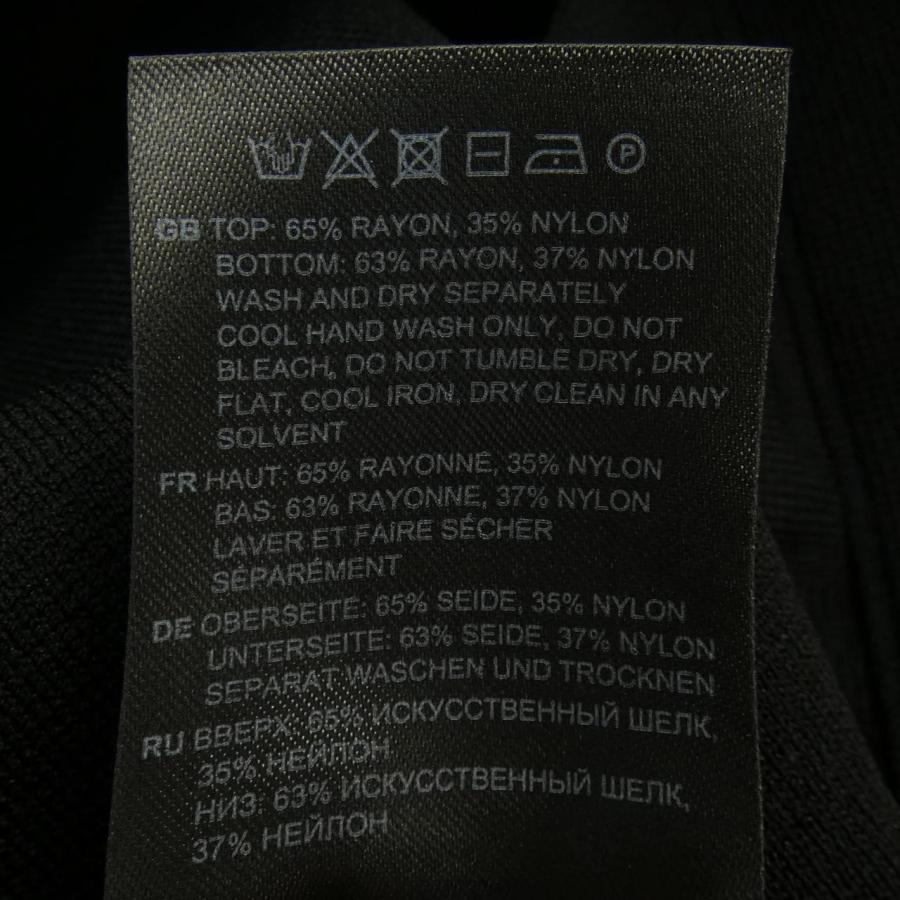 P
GB TOP: 65% RAYON, 35% NYLON
BOTTOM: 63% RAYON, 37% NYLON
WASH AND DRY SEPARATELY
COOL HAND WASH ONLY, DO NOT
BLEACH, DO NOT TUMBLE DRY, DRY
FLAT, COOL IRON, DRY CLEAN IN ANY
SOLVENT
FR HAUT: 65% RAYONNE, 35% NYLON
BAS: 63% RAYONNE, 37% NYLON
LAVER ET FAIRE SÉCHER
SÉPARÉMENT
DE OBERSEITE: 65% SEIDE, 35% NYLON
UNTERSEITE: 63% SEIDE, 37% NYLON
SEPARAT WASCHEN UND TROCKNEN
RU ВВЕРХ: 65% ИСКУССТВЕННЫЙ ШЕЛК,
35% НЕЙЛОН
НИЗ: 63% ИСКУССТВЕННЫЙ ШЕЛК,
37% НЕЙЛОН